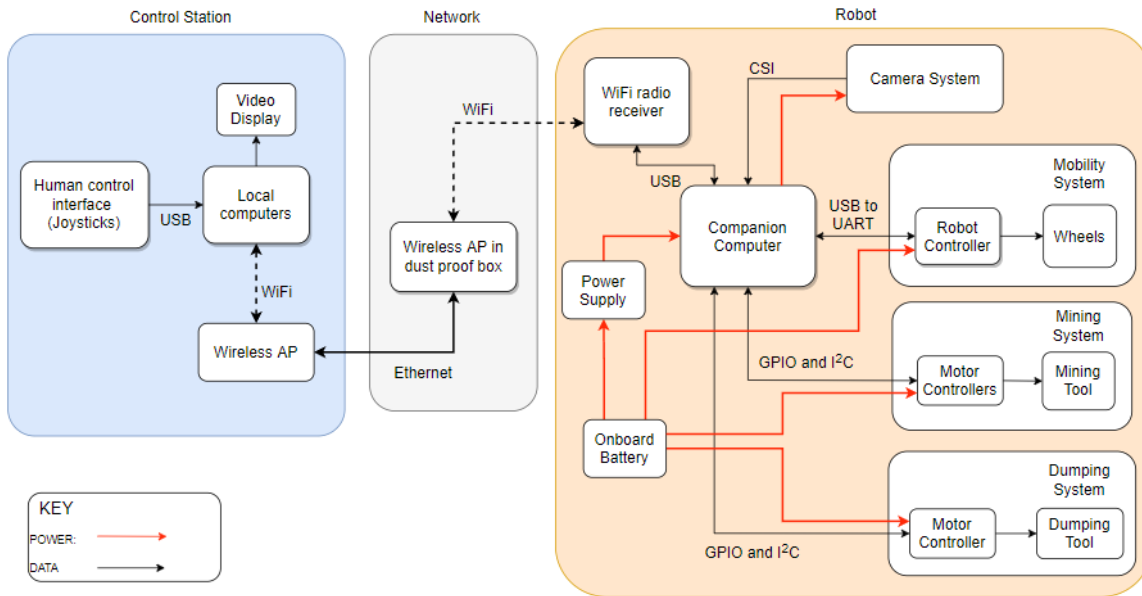 Control Station
Network
Robot
Video
Display
Human control
interface
(Joysticks)
USB
Local
computers
WiFi
Wireless AP
Ethernet
WiFi
Wireless AP in
dust proof box
WiFi radio
receiver
USB
CSI
Camera System
Companion
Computer
Power
Supply
Onboard
Battery
USB to
UART
Mobility
System
Robot
Controller
Wheels
GPIO and I²C
Mining
System
Motor
Controllers
Mining
Tool
GPIO and I²C
Dumping
System
Motor
Controller
Dumping
Tool
KEY
POWER:
DATA